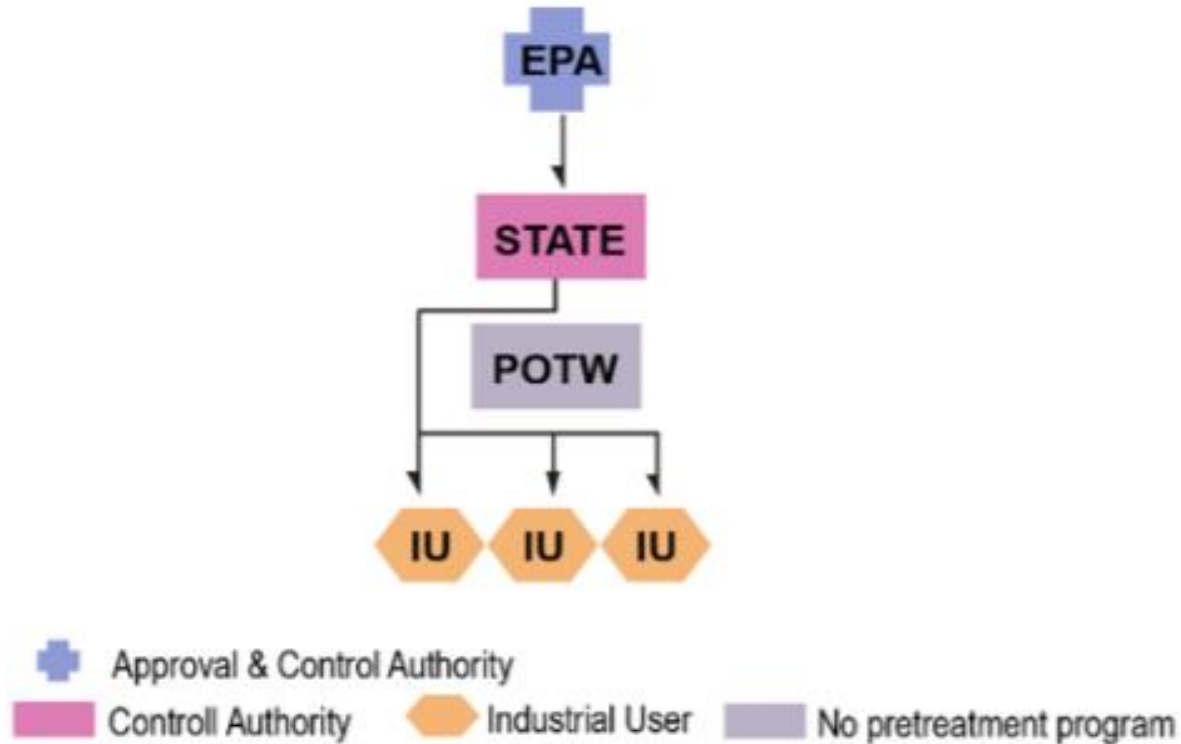 EPA
STATE
POTW
IU IU IU
Approval & Control Authority
Controll Authority Industrial User No pretreatment program